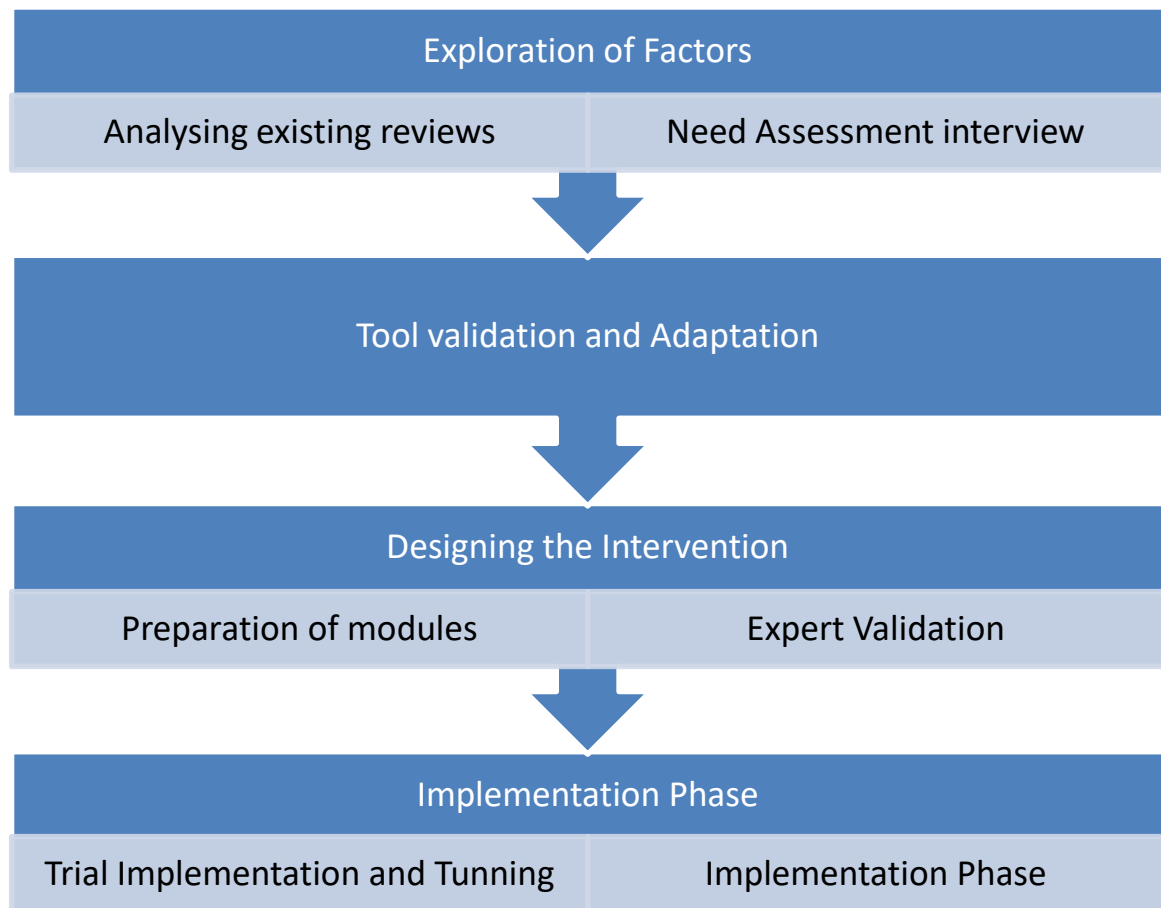 Exploration of Factors
Analysing existing reviews
Need Assessment interview
Tool validation and Adaptation
Designing the Intervention
Preparation of modules
Expert Validation
Implementation Phase
Trial Implementation and Tunning
Implementation Phase